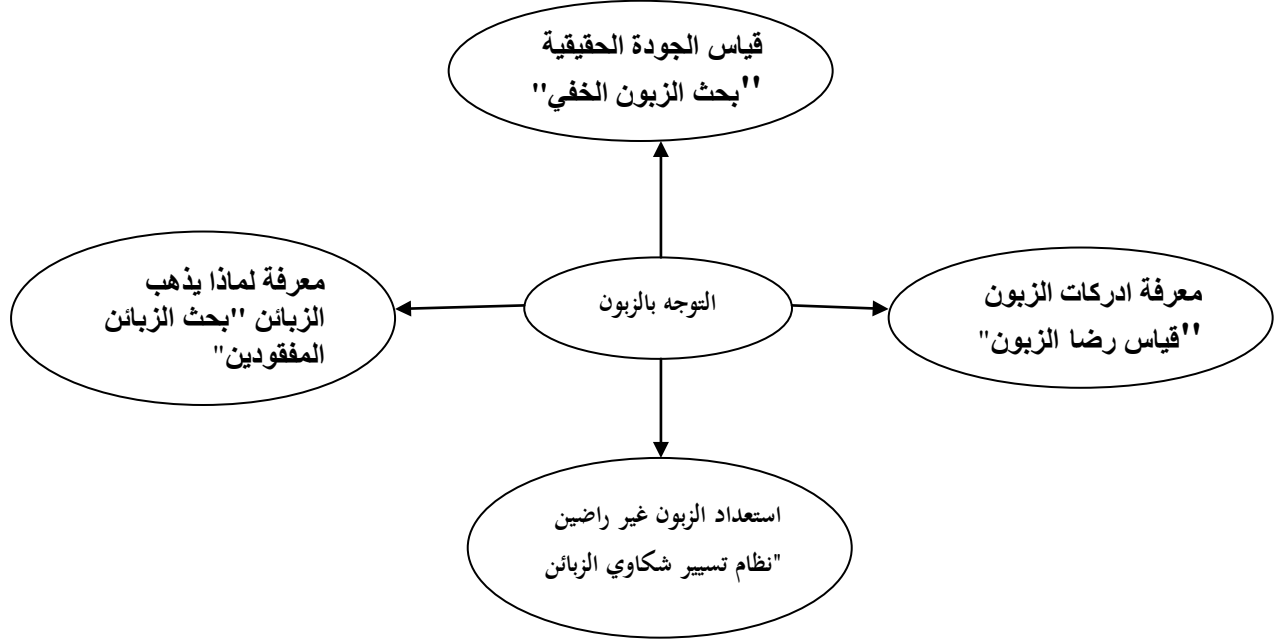 قياس الجودة الحقيقية
''بحث الزبون الخفي''
معرفة لماذا يذهب
الزبائن ''بحث الزبائن
المفقودين"
التوجه بالزبون
معرفة ادركات الزبون
''قياس رضا الزبون"
استعداد الزبون غير راضين
"نظام تسيير شكاوي الزبائن